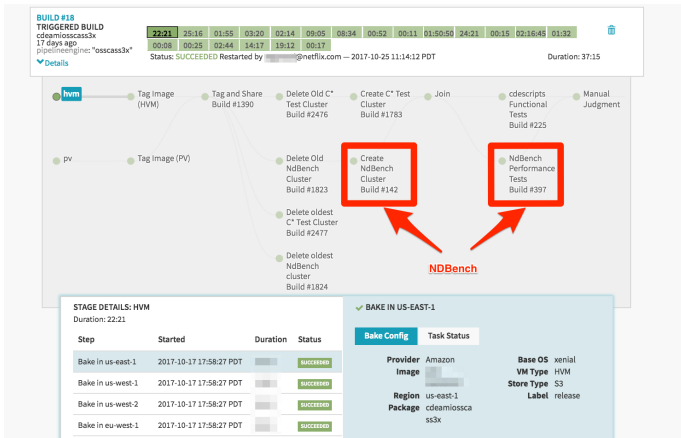 BUILD #18
TRIGGERED BUILD
cdeamiosscass3x
17 days ago
pipelineengine: "osscass3x"
Details
22:21 25:16 01:55 03:20 02:14 09:05 08:34 00:52 00:11 01:50:50 24:21 00:15 02:16:45 01:32
00:08 00:25 02:44 14:17 19:12 00:17
Status: SUCCEEDED Restarted by @netflix.com — 2017-10-25 11:14:12 PDT
Duration: 37:15
hvm
Tag Image
(HVM)
Tag and Share
Build #1390
Delete Old C*
Test Cluster
Build #2476
Create C* Test
Cluster
Build #1783
Join
cdescripts
Functional
Tests
Build #225
Manual
Judgment
pv
Tag Image (PV)
Delete Old
NdBench
Cluster
Build #1823
Create
NdBench
Cluster
Build #142
NdBench
Performance
Tests
Build #397
Delete oldest
C* Test Cluster
Build #2477
Delete oldest
NdBench
cluster
Build #1824
NDBench
STAGE DETAILS: HVM
Duration: 22:21
Step Started Duration Status
Bake in us-east-1 2017-10-17 17:58:27 PDT SUCCEEDED
Bake in us-west-1 2017-10-17 17:58:27 PDT SUCCEEDED
Bake in us-west-2 2017-10-17 17:58:27 PDT SUCCEEDED
Bake in eu-west-1 2017-10-17 17:58:27 PDT SUCCEEDED
BAKE IN US-EAST-1
Bake Config Task Status
Provider Amazon
Image
Region us-east-1
Package cdeamiossca
ss3x
Base OS xenial
VM Type HVM
Store Type S3
Label release